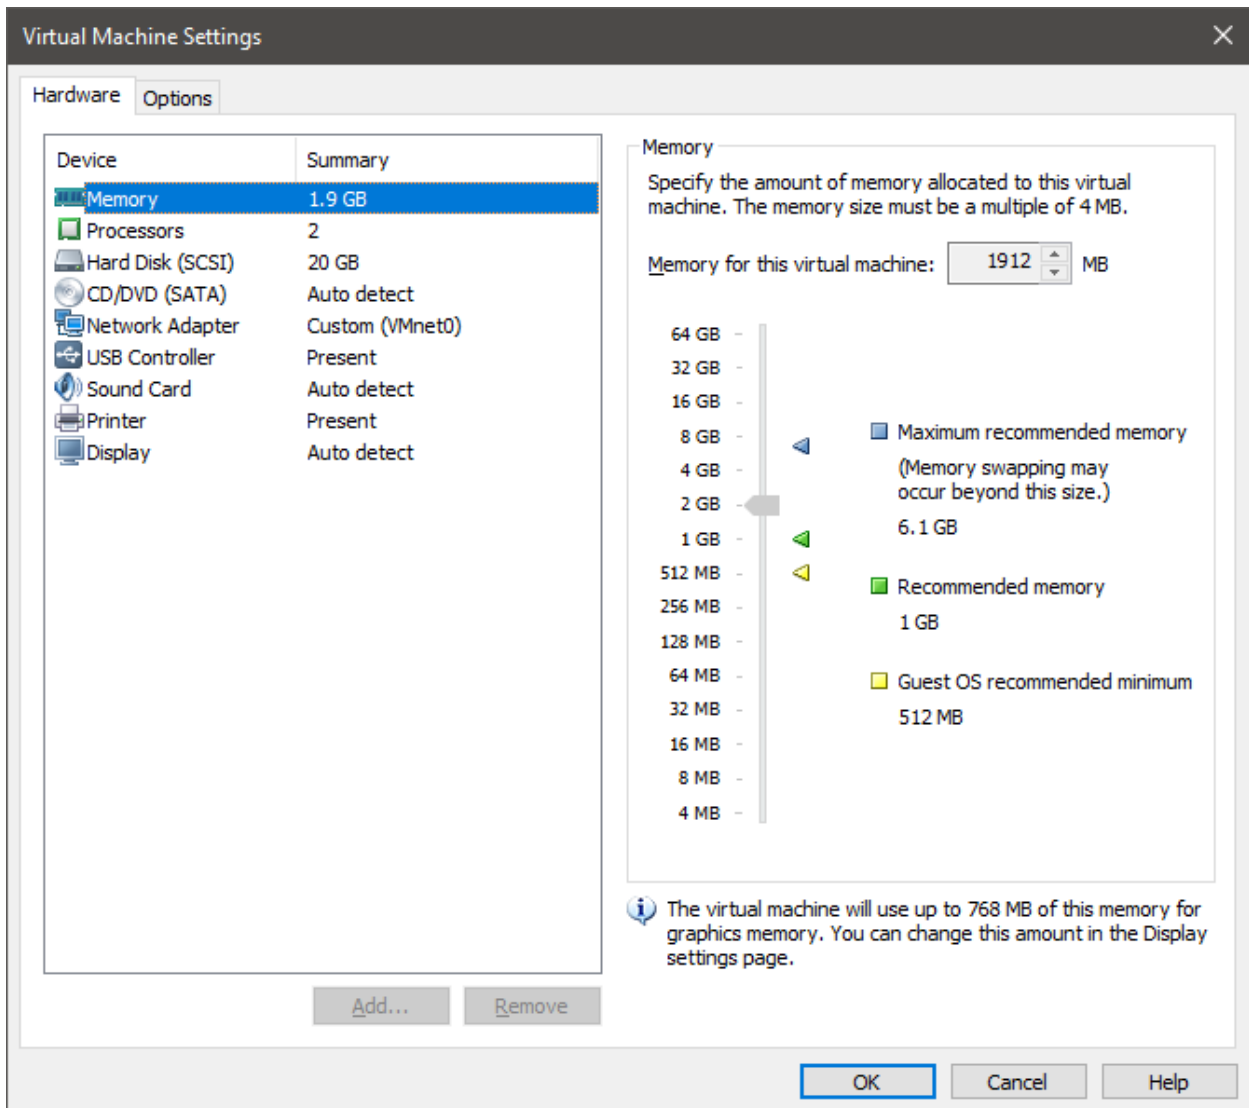 Virtual Machine Settings
Hardware Options
Device Summary
Memory 1.9 GB
Processors 2
Hard Disk (SCSI) 20 GB
CD/DVD (SATA) Auto detect
Network Adapter Custom (VMnet0)
USB Controller Present
Sound Card Auto detect
Printer Present
Display Auto detect
Add... Remove
Memory
Specify the amount of memory allocated to this virtual
machine. The memory size must be a multiple of 4 MB.
Memory for this virtual machine: 1912 MB
64 GB
32 GB
16 GB
8 GB
4 GB
2 GB
1 GB
512 MB
256 MB
128 MB
64 MB
32 MB
16 MB
8 MB
4 MB
Maximum recommended memory
(Memory swapping may
occur beyond this size.)
6.1 GB
Recommended memory
1 GB
Guest OS recommended minimum
512 MB
The virtual machine will use up to 768 MB of this memory for
graphics memory. You can change this amount in the Display
settings page.
OK Cancel Help